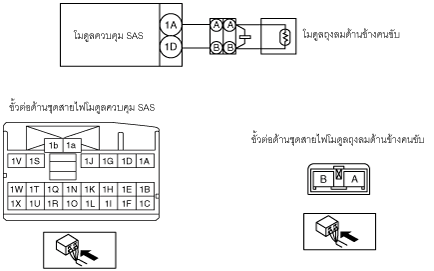 โมดูลควบคุม SAS
1A
1D
A
A
B
B
โมดูลถุงลมด้านข้างคนขับ
ขั้วต่อด้านชุดสายไฟโมดูลควบคุม SAS
1b 1a
1V 1S 1J 1G 1D 1A
1W 1T 1Q 1N 1K 1H 1E 1B
1X 1U 1R 1O 1L 1I 1F 1C
ขั้วต่อด้านชุดสายไฟโมดูลถุงลมด้านข้างคนขับ
B A